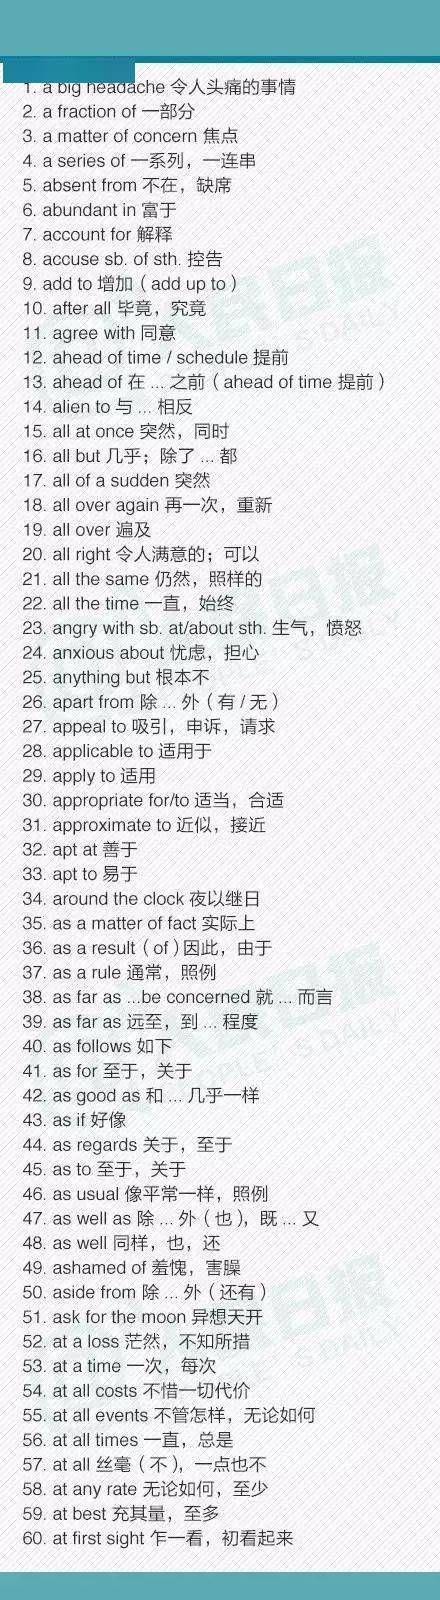 1. a big headache 令人头痛的事情
2. a fraction of 一部分
3. a matter of concern 焦点
4. a series of 一系列，一连串
5. absent from 不在，缺席
6. abundant in 富于
7. account for 解释
8. accuse sb. of sth. 控告
9. add to 增加（add up to）
10. after all 毕竟，究竟
11. agree with 同意
12. ahead of time / schedule 提前
13. ahead of 在 ... 之前（ahead of time 提前）
14. alien to 与 ... 相反
15. all at once 突然，同时
16. all but 几乎；除了 ... 都
17. all of a sudden 突然
18. all over again 再一次，重新
19. all over 遍及
20. all right 令人满意的；可以
21. all the same 仍然，照样的
22. all the time 一直，始终
23. angry with sb. at/about sth. 生气，愤怒
24. anxious about 忧虑，担心
25. anything but 根本不
26. apart from 除 ... 外（有 / 无）
27. appeal to 吸引，申诉，请求
28. applicable to 适用于
29. apply to 适用
30. appropriate for/to 适当，合适
31. approximate to 近似，接近
32. apt at 善于
33. apt to 易于
34. around the clock 夜以继日
35. as a matter of fact 实际上
36. as a result（of）因此，由于
37. as a rule 通常，照例
38. as far as ...be concerned 就 ... 而言
39. as far as 远至，到 ... 程度
40. as follows 如下
41. as for 至于，关于
42. as good as 和 ... 几乎一样
43. as if 好像
44. as regards 关于，至于
45. as to 至于，关于
46. as usual 像平常一样，照例
47. as well as 除 ... 外（也），既 ... 又
48. as well 同样，也，还
49. ashamed of 羞愧，害臊
50. aside from 除 ... 外（还有）
51. ask for the moon 异想天开
52. at a loss 茫然，不知所措
53. at a time 一次，每次
54. at all costs 不惜一切代价
55. at all events 不管怎样，无论如何
56. at all times 一直，总是
57. at all 丝毫（不），一点也不
58. at any rate 无论如何，至少
59. at best 充其量，至多
60. at first sight 乍一看，初看起来